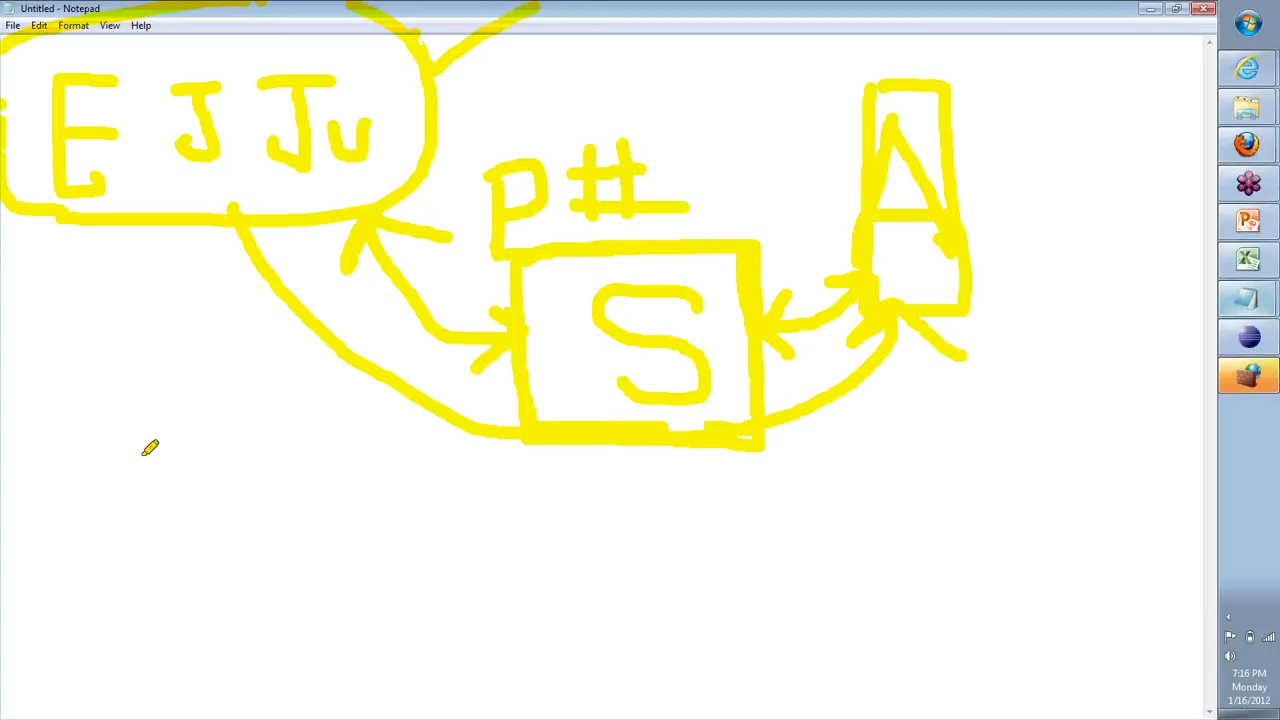 Untitled - Notepad
File Edit Format View Help
E J Ju
P#
A
S
7:16 PM
Monday
1/16/2012